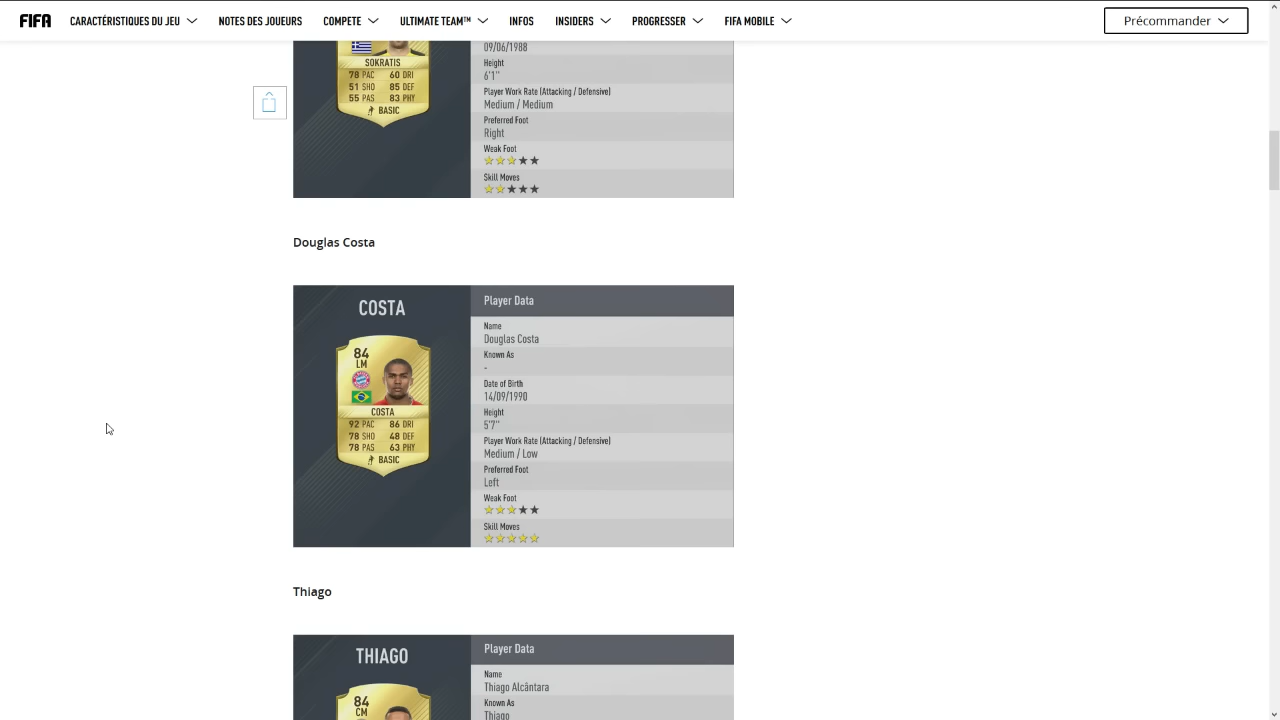 FIFA CARACTÉRISTIQUES DU JEU NOTES DES JOUEURS COMPETE ULTIMATE TEAM™ INFOS INSIDERS PROGRESSER FIFA MOBILE Précommander
SOKRATIS
78 PAC 60 DRI
51 SHO 85 DEF
55 PAS 83 PHY
BASIC
09/06/1988
Height
6'1"
Player Work Rate (Attacking / Defensive)
Medium / Medium
Preferred Foot
Right
Weak Foot
Skill Moves
Douglas Costa
COSTA
84
LM
COSTA
92 PAC 86 DRI
78 SHO 48 DEF
78 PAS 63 PHY
BASIC
Player Data
Name
Douglas Costa
Known As
-
Date of Birth
14/09/1990
Height
5'7"
Player Work Rate (Attacking / Defensive)
Medium / Low
Preferred Foot
Left
Weak Foot
Skill Moves
Thiago
THIAGO
84
CM
Player Data
Name
Thiago Alcântara
Known As
Thiago